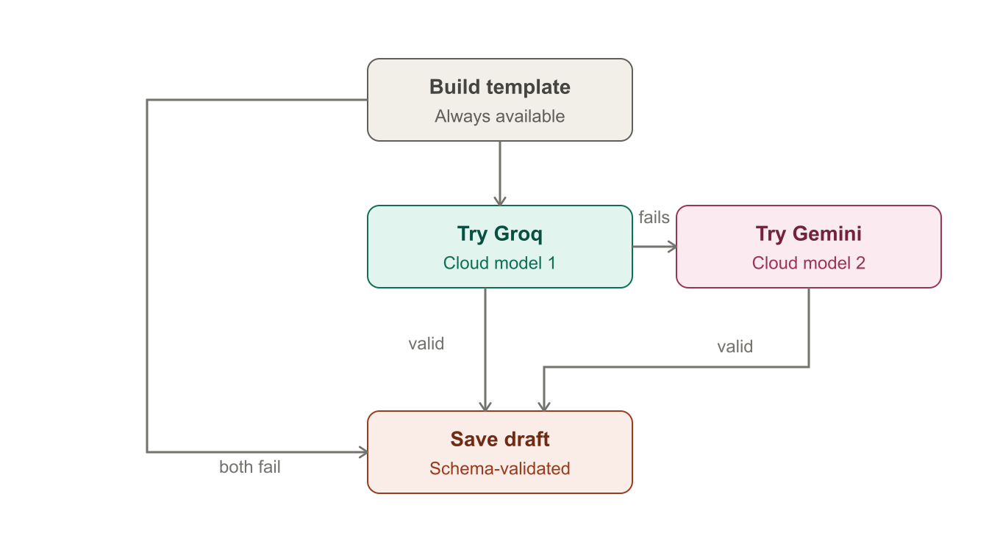 Build template
Always available
Try Groq
Cloud model 1
fails
Try Gemini
Cloud model 2
valid
valid
Save draft
Schema-validated
both fail